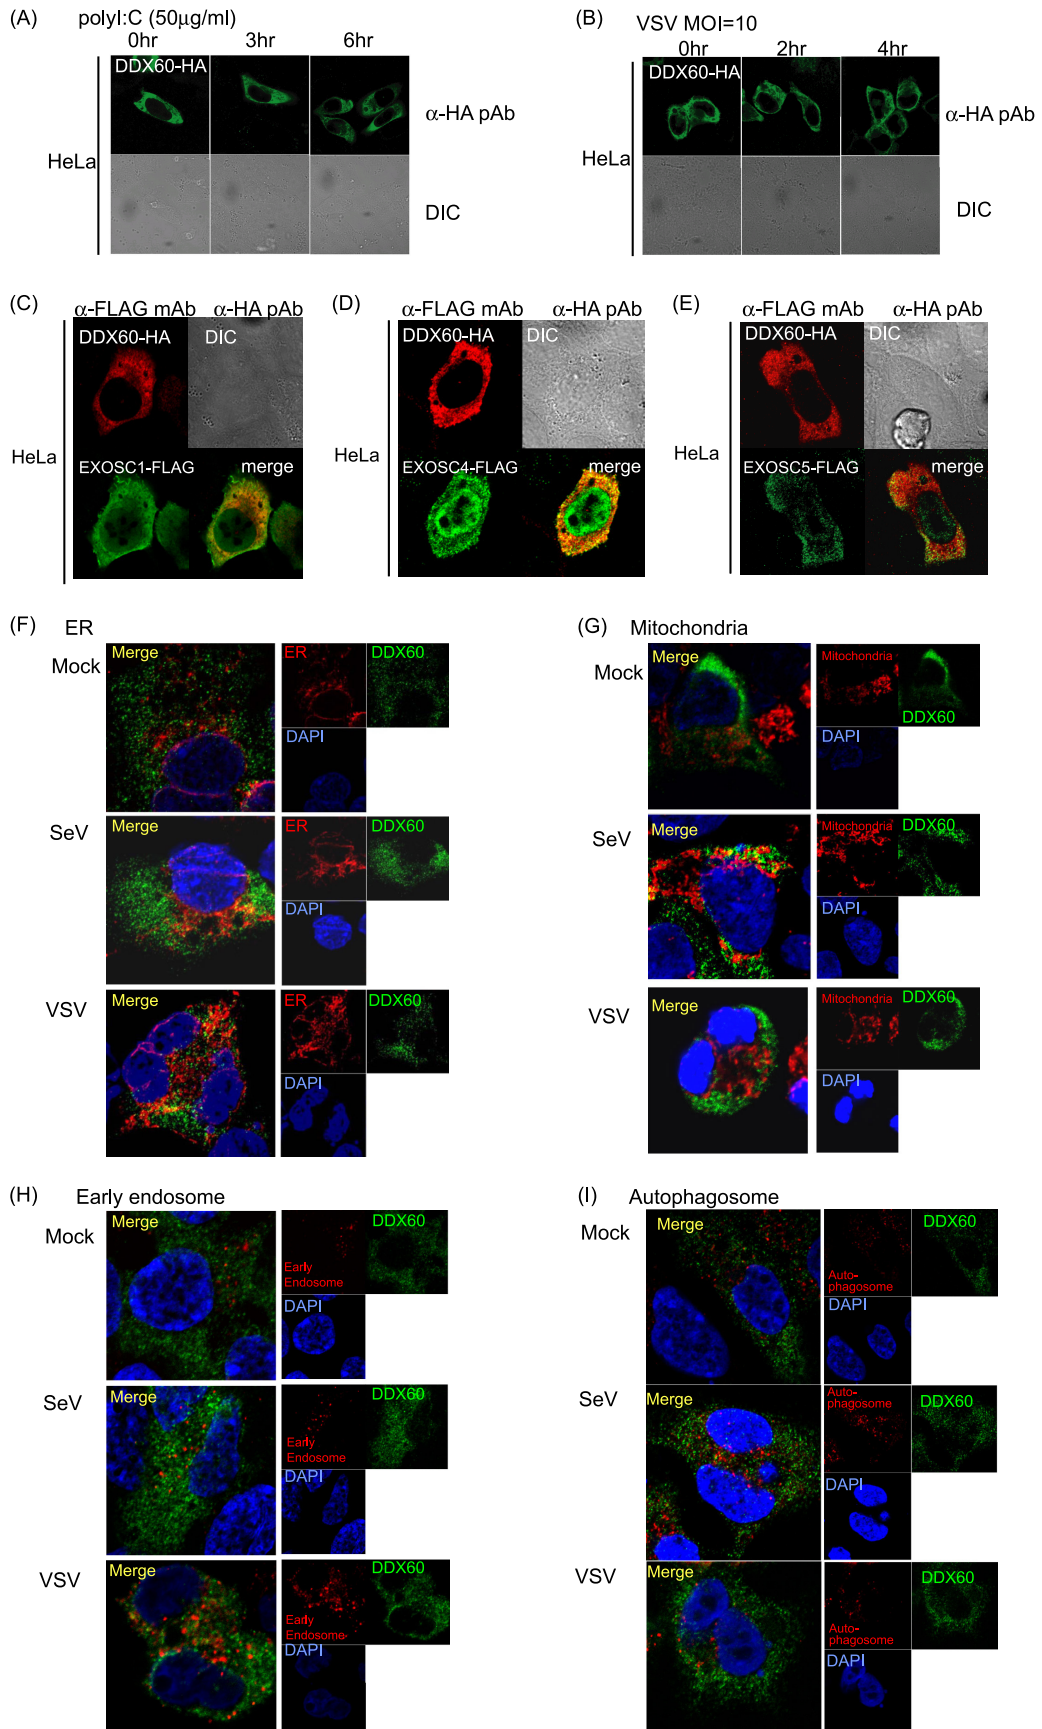 (A)
polyI:C (50μg/ml)
0hr 3hr 6hr
DDX60-HA
α-HA pAb
HeLa
DIC
(B)
VSV MOI=10
0hr 2hr 4hr
DDX60-HA
α-HA pAb
HeLa
DIC
(C)
α-FLAG mAb α-HA pAb
DDX60-HA DIC
HeLa
EXOSC1-FLAG merge
(D)
α-FLAG mAb α-HA pAb
DDX60-HA DIC
HeLa
EXOSC4-FLAG merge
(E)
α-FLAG mAb α-HA pAb
DDX60-HA DIC
HeLa
EXOSC5-FLAG merge
(F) ER
Mock
Merge ER DDX60
DAPI
SeV
Merge ER DDX60
DAPI
VSV
Merge ER DDX60
DAPI
(G) Mitochondria
Mock
Merge Mitochondria
DDX60
DAPI
SeV
Merge Mitochondria DDX60
DAPI
VSV
Merge Mitochondria DDX60
DAPI
(H) Early endosome
Mock
Merge DDX60
Early
Endosome
DAPI
SeV
Merge DDX60
Early
Endosome
DAPI
VSV
Merge DDX60
Early
Endosome
DAPI
(I) Autophagosome
Mock
Merge DDX60
Auto-
phagosome
DAPI
SeV
Merge Auto-
phagosome DDX60
DAPI
VSV
Merge DDX60
Auto-
phagosome
DAPI